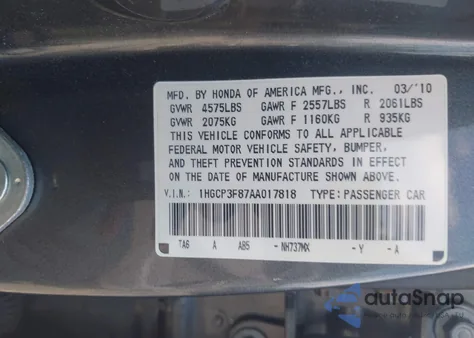 MFD. BY HONDA OF AMERICA MFG., INC. 03/'10
GVWR 4575LBS GAWR F 2557LBS R 2061LBS
GVWR 2075KG GAWR F 1160KG R 935KG
THIS VEHICLE CONFORMS TO ALL APPLICABLE
FEDERAL MOTOR VEHICLE SAFETY, BUMPER,
AND THEFT PREVENTION STANDARDS IN EFFECT
ON THE DATE OF MANUFACTURE SHOWN ABOVE.
V.I.N.: 1HGCP3F87AA017818 TYPE: PASSENGER CAR
TA6 A A85 -NH737MX -Y -A
autoSnap